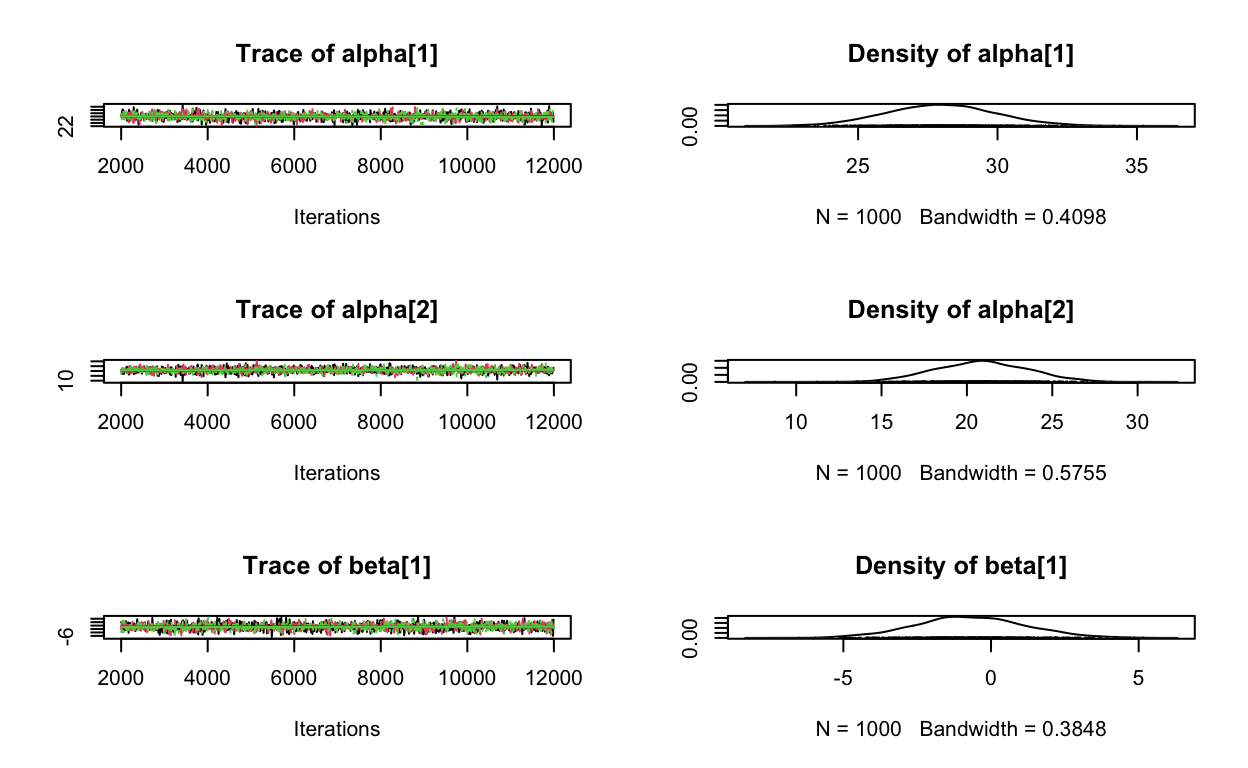 Trace of alpha[1]
22
2000 4000 6000 8000 10000 12000
Iterations
Density of alpha[1]
0.00
25 30 35
N = 1000 Bandwidth = 0.4098
Trace of alpha[2]
10
2000 4000 6000 8000 10000 12000
Iterations
Density of alpha[2]
0.00
10 15 20 25 30
N = 1000 Bandwidth = 0.5755
Trace of beta[1]
-6
2000 4000 6000 8000 10000 12000
Iterations
Density of beta[1]
0.00
-5 0 5
N = 1000 Bandwidth = 0.3848